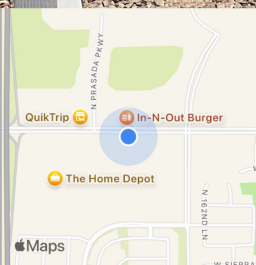 N PRASADA PKWY
QuikTrip
In-N-Out Burger
The Home Depot
N 162ND LN
Maps
W SIERRA